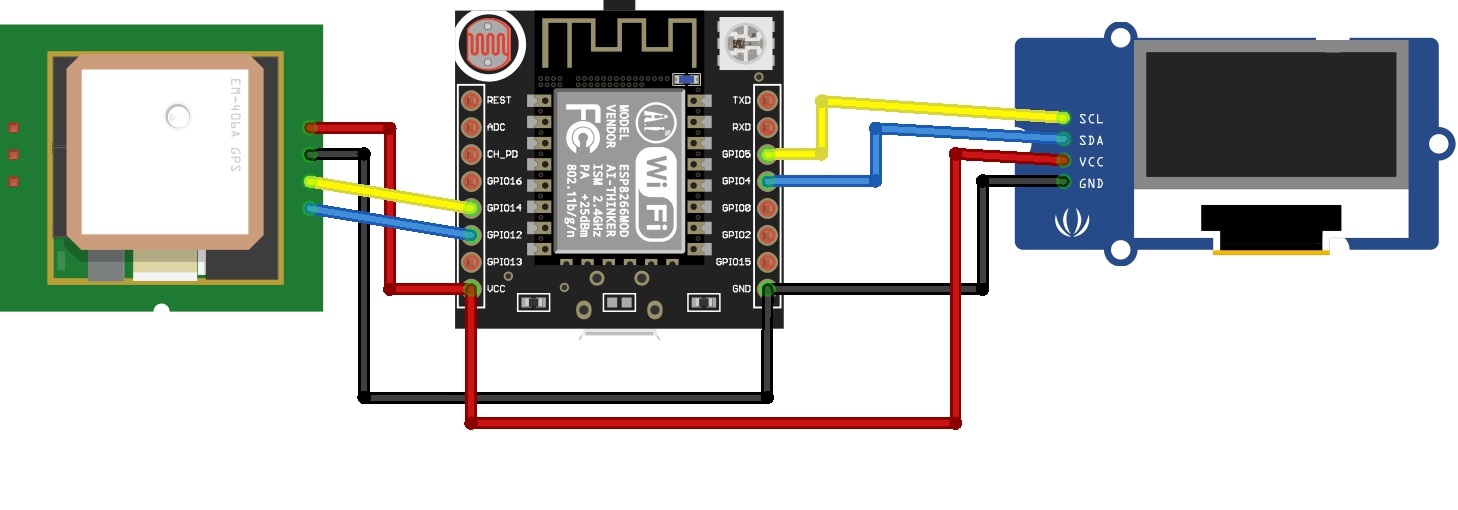 EM-406A GPS
REST
ADC
CH_PD
GPIO16
GPIO14
GPIO12
GPIO13
VCC
MODEL ESP8266MOD
VENDOR AI-THINKER
ISM 2.4GHz
PA +25dBm
802.11b/g/n
FC
Ai
Wi Fi
TXD
RXD
GPIO5
GPIO4
GPIO0
GPIO2
GPIO15
GND
SCL
SDA
VCC
GND